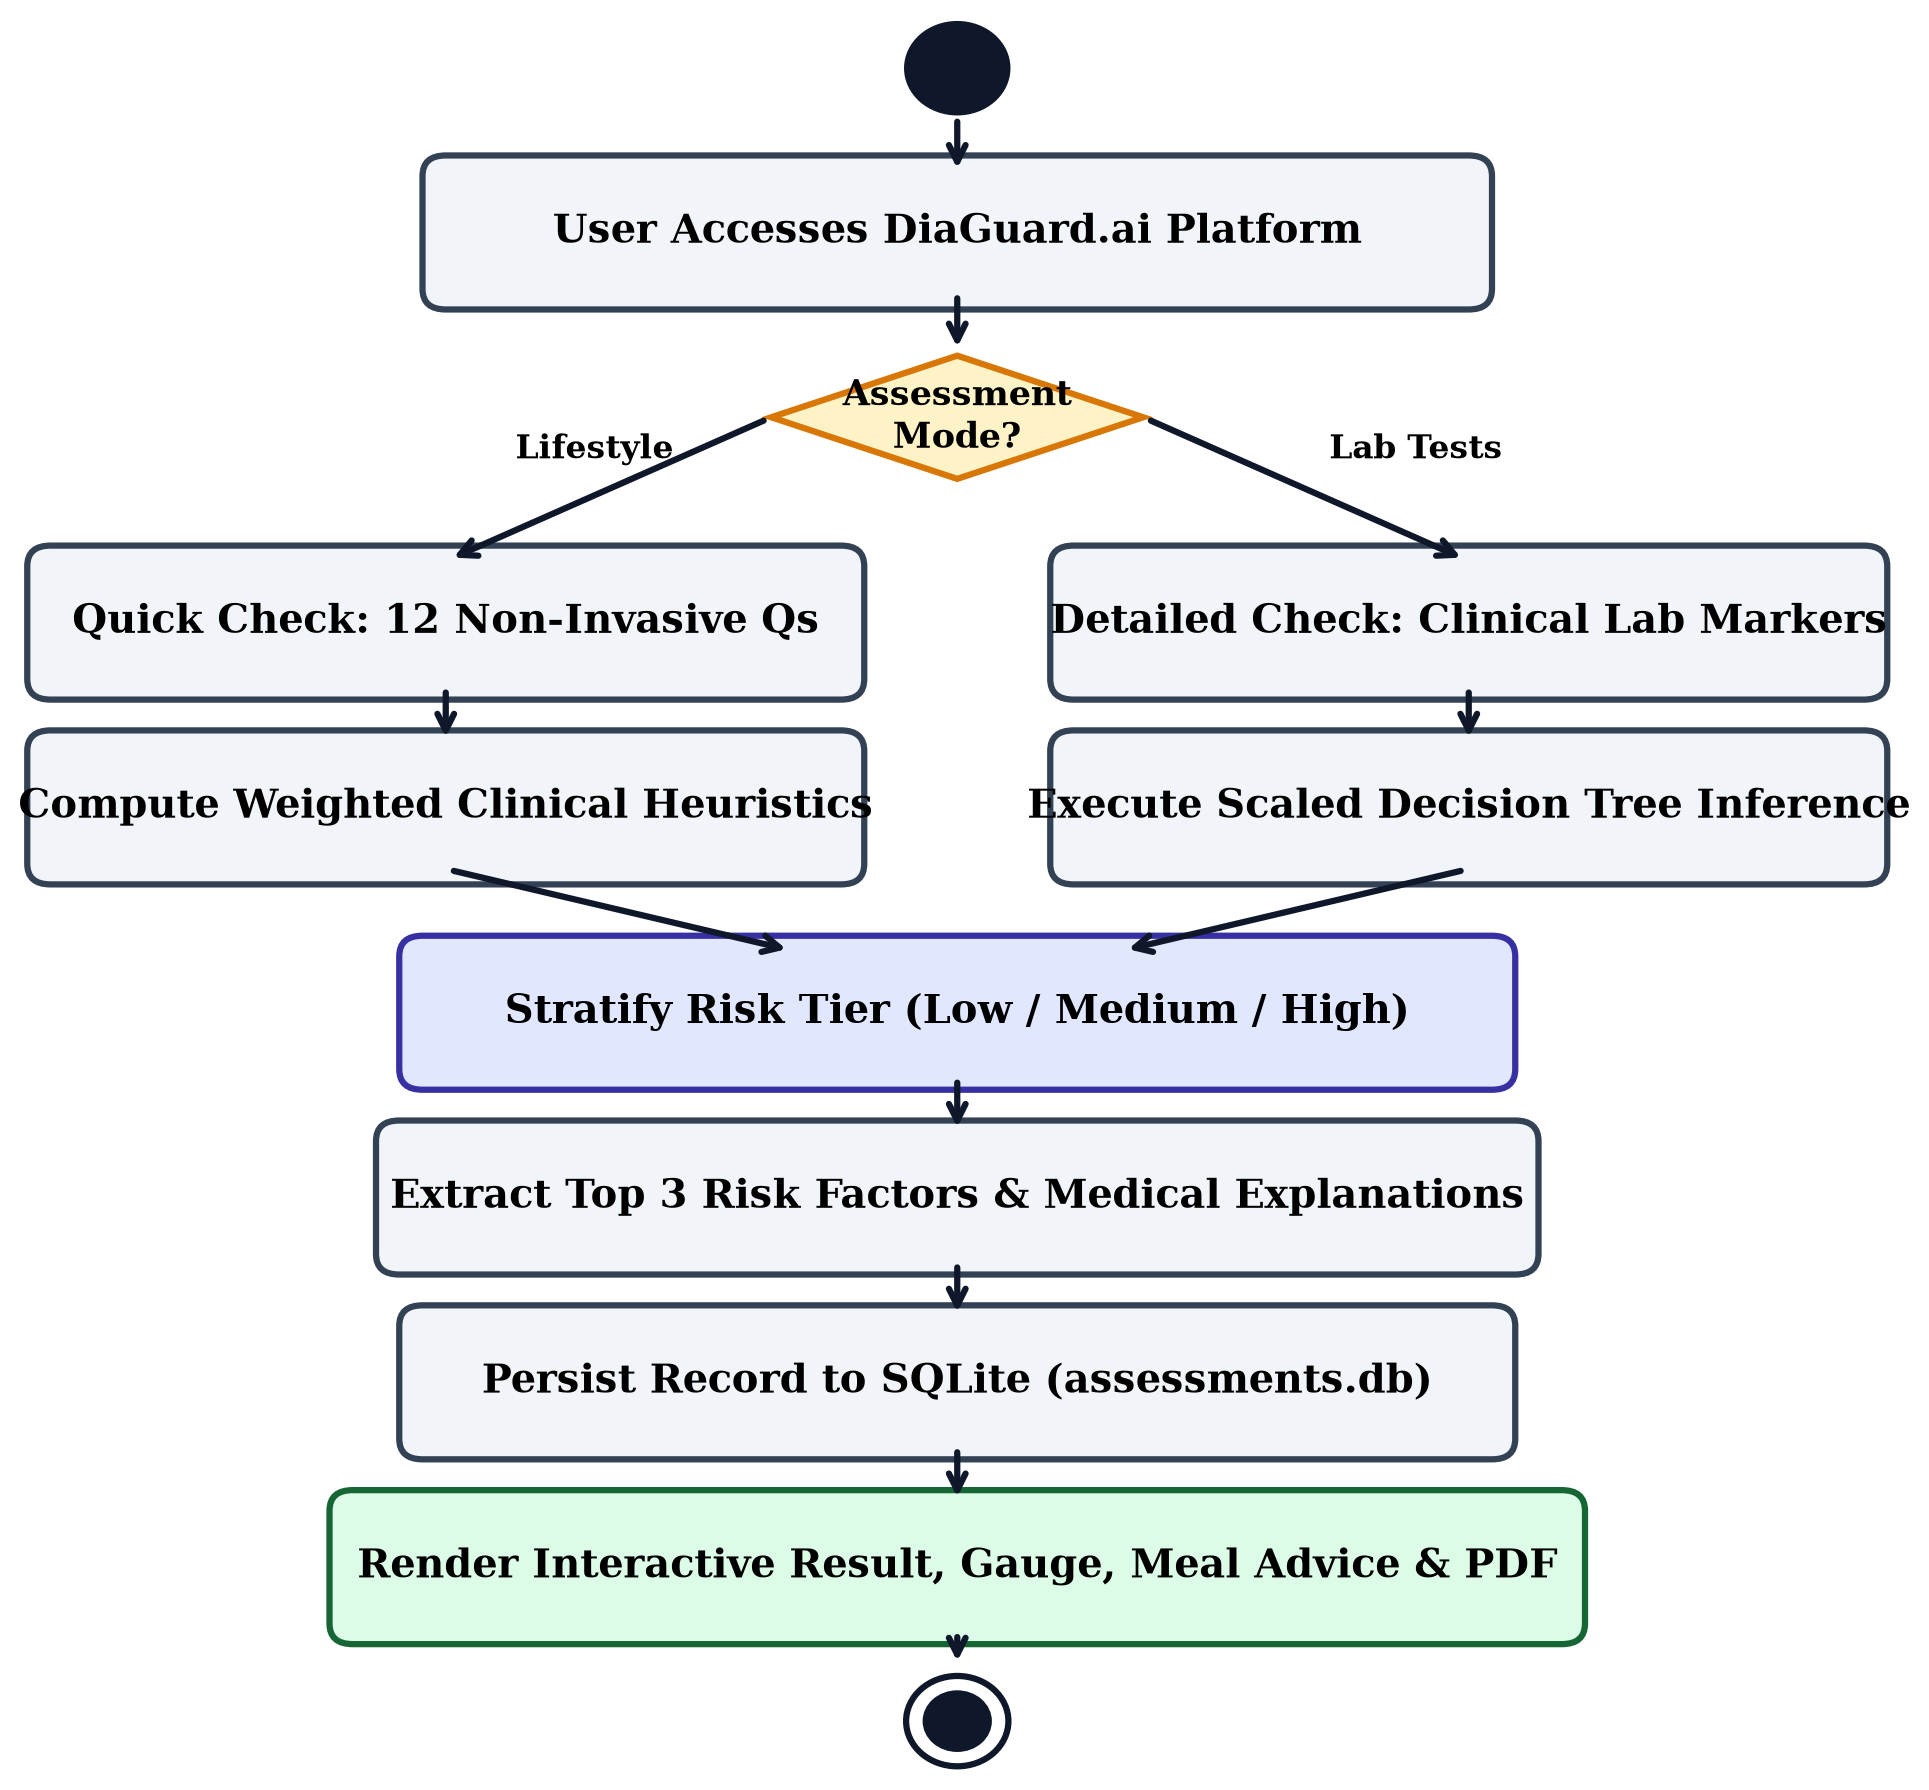 User Accesses DiaGuard.ai Platform
Assessment
Mode?
Lifestyle
Lab Tests
Quick Check: 12 Non-Invasive Qs
Detailed Check: Clinical Lab Markers
Compute Weighted Clinical Heuristics
Execute Scaled Decision Tree Inference
Stratify Risk Tier (Low / Medium / High)
Extract Top 3 Risk Factors & Medical Explanations
Persist Record to SQLite (assessments.db)
Render Interactive Result, Gauge, Meal Advice & PDF